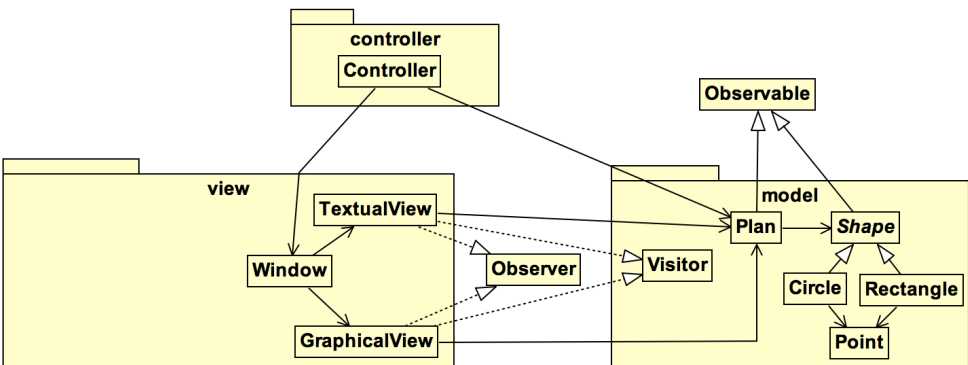 controller
Controller
Observable
view
model
TextualView
Plan
Shape
Window
Observer
Visitor
Circle
Rectangle
GraphicalView
Point